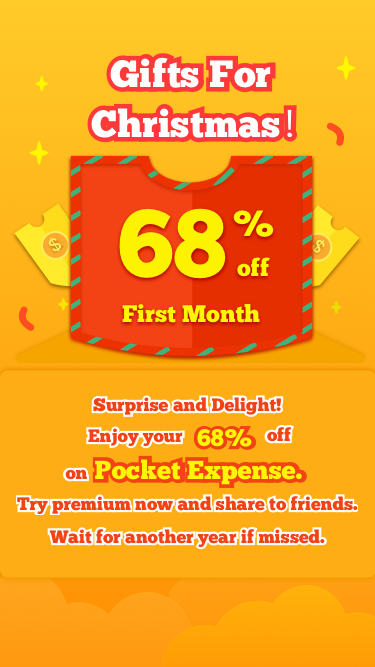 Gifts For
Christmas!
68%
off
First Month
Surprise and Delight!
Enjoy your 68% off
on Pocket Expense.
Try premium now and share to friends.
Wait for another year if missed.
$
$